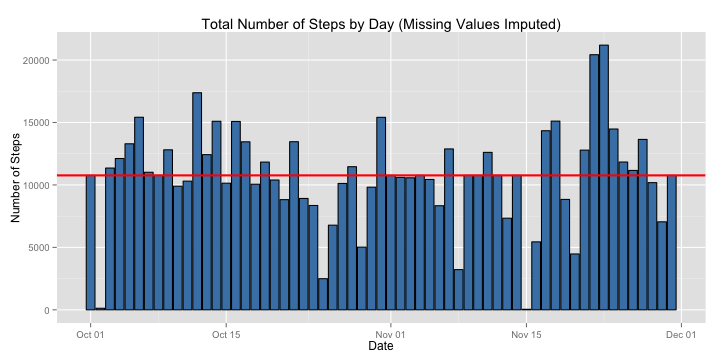 Total Number of Steps by Day (Missing Values Imputed)
Number of Steps
20000
15000
10000
5000
0
Oct 01
Oct 15
Nov 01
Nov 15
Dec 01
Date